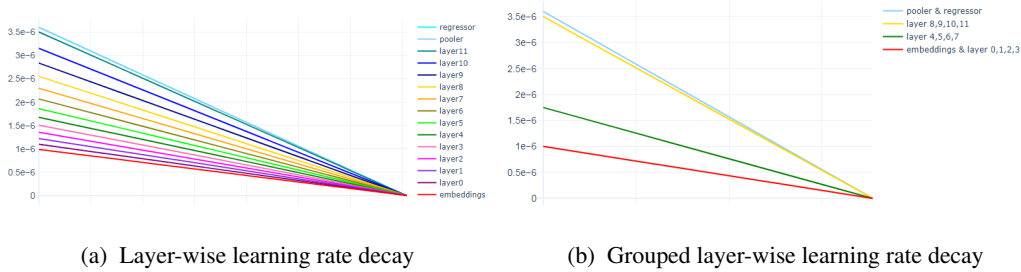 3.5e-6
3e-6
2.5e-6
2e-6
1.5e-6
1e-6
0.5e-6
0
regressor
pooler
layer11
layer10
layer9
layer8
layer7
layer6
layer5
layer4
layer3
layer2
layer1
layer0
embeddings
(a) Layer-wise learning rate decay
3.5e-6
3e-6
2.5e-6
2e-6
1.5e-6
1e-6
0.5e-6
0
pooler & regressor
layer 8,9,10,11
layer 4,5,6,7
embeddings & layer 0,1,2,3
(b) Grouped layer-wise learning rate decay